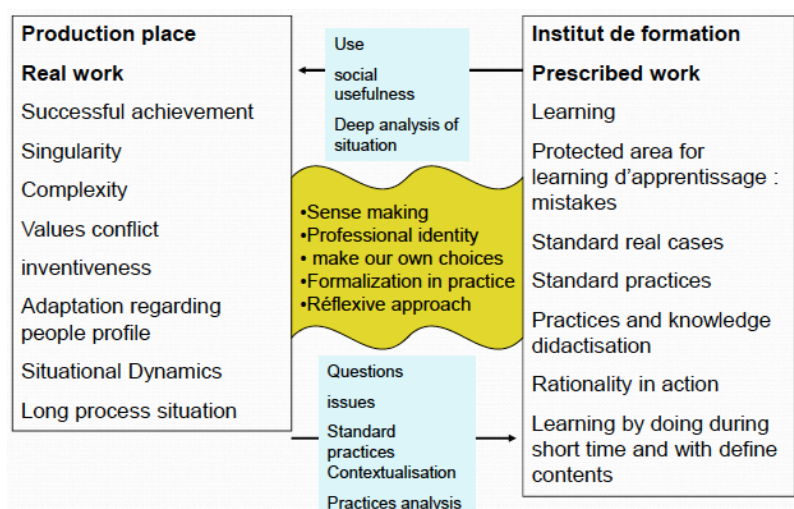 Production place
Real work
Successful achievement
Singularity
Complexity
Values conflict
inventiveness
Adaptation regarding
people profile
Situational Dynamics
Long process situation
Use
social
usefulness
Deep analysis of
situation
•Sense making
•Professional identity
• make our own choices
•Formalization in practice
•Réflexive approach
Questions
issues
Standard
practices
Contextualisation
Practices analysis
Institut de formation
Prescribed work
Learning
Protected area for
learning d'apprentissage :
mistakes
Standard real cases
Standard practices
Practices and knowledge
didactisation
Rationality in action
Learning by doing during
short time and with define
contents